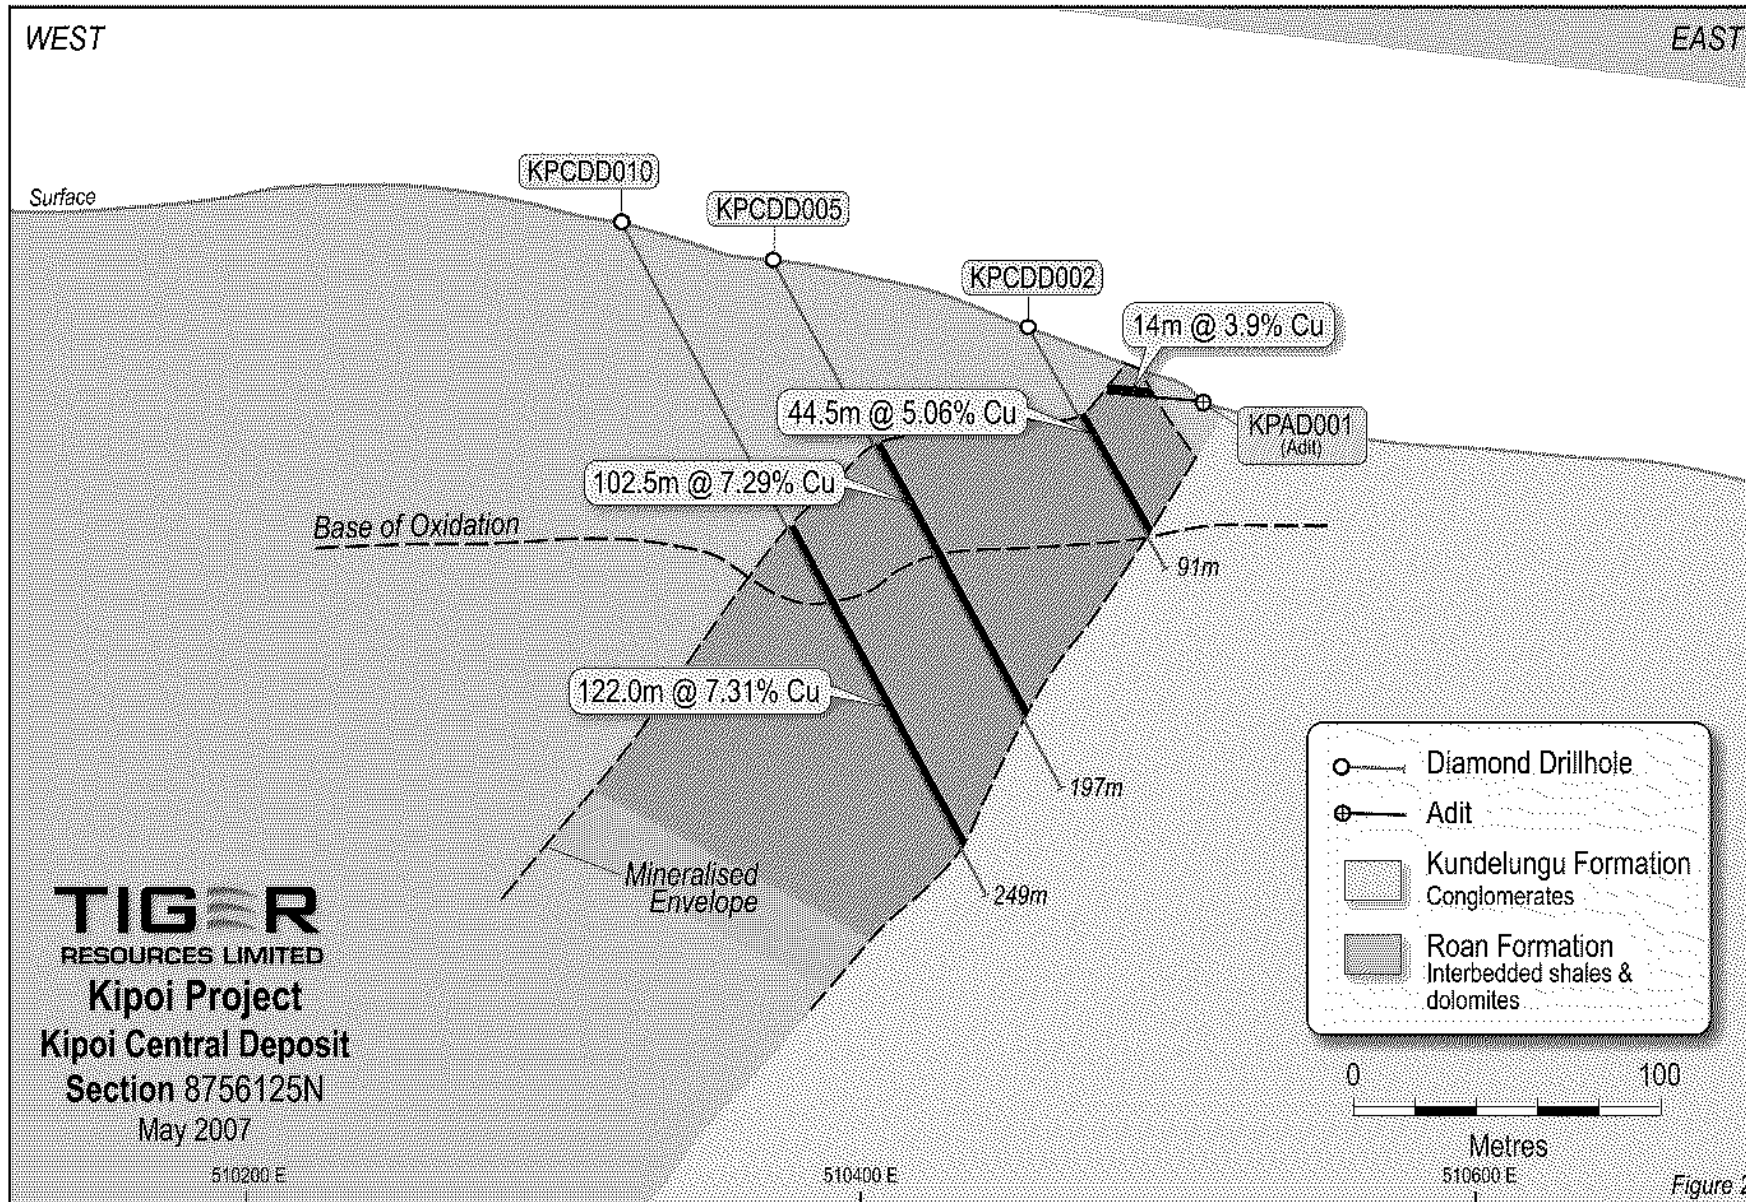 WEST
EAST
KPCDD010
Surface
KPCDD005
KPCDD002
14m @ 3.9% Cu
44.5m @ 5.06% Cu
KPAD001
(Adit)
102.5m @ 7.29% Cu
Base of Oxidation
91m
122.0m @ 7.31% Cu
197m
Mineralised
Envelope
249m
Diamond Drillhole
Adit
Kundelungu Formation
Conglomerates
Roan Formation
Interbedded shales &
dolomites
TIGER
RESOURCES LIMITED
Kipoi Project
Kipoi Central Deposit
Section 8756125N
May 2007
0 100
Metres
510200 E
510400 E
510600 E
Figure 2